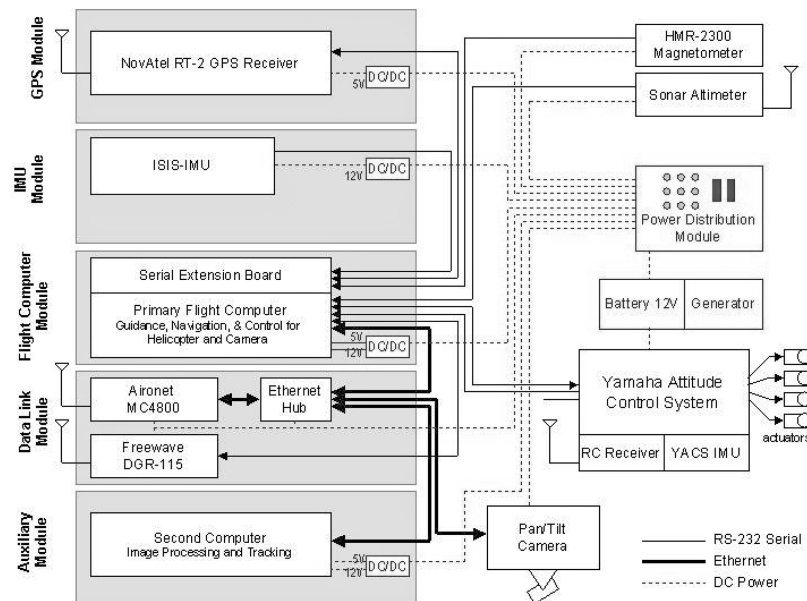 GPS Module
NovAtel RT-2 GPS Receiver
5V
DC/DC
HMR-2300
Magnetometer
Sonar Altimeter
IMU
Module
ISIS-IMU
12V
DC/DC
Power Distribution
Module
Flight Computer
Module
Serial Extension Board
Primary Flight Computer
Guidance, Navigation, & Control for
Helicopter and Camera
5V
12V
DC/DC
Battery 12V
Generator
Yamaha Attitude
Control System
RC Receiver
YACS IMU
actuators
Data Link
Module
Aironet
MC4800
Ethernet
Hub
Freewave
DGR-115
Auxiliary
Module
Second Computer
Image Processing and Tracking
5V
12V
DC/DC
Pan/Tilt
Camera
RS-232 Serial
Ethernet
DC Power